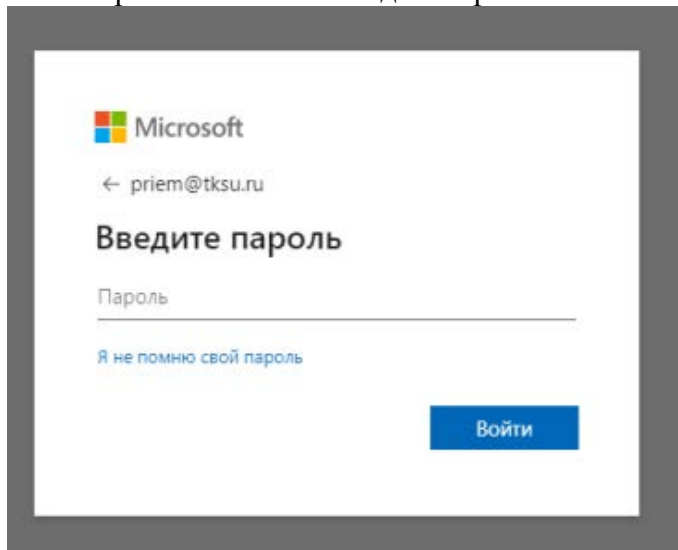 Microsoft
← priem@tksu.ru
Введите пароль
Пароль
Я не помню свой пароль
Войти